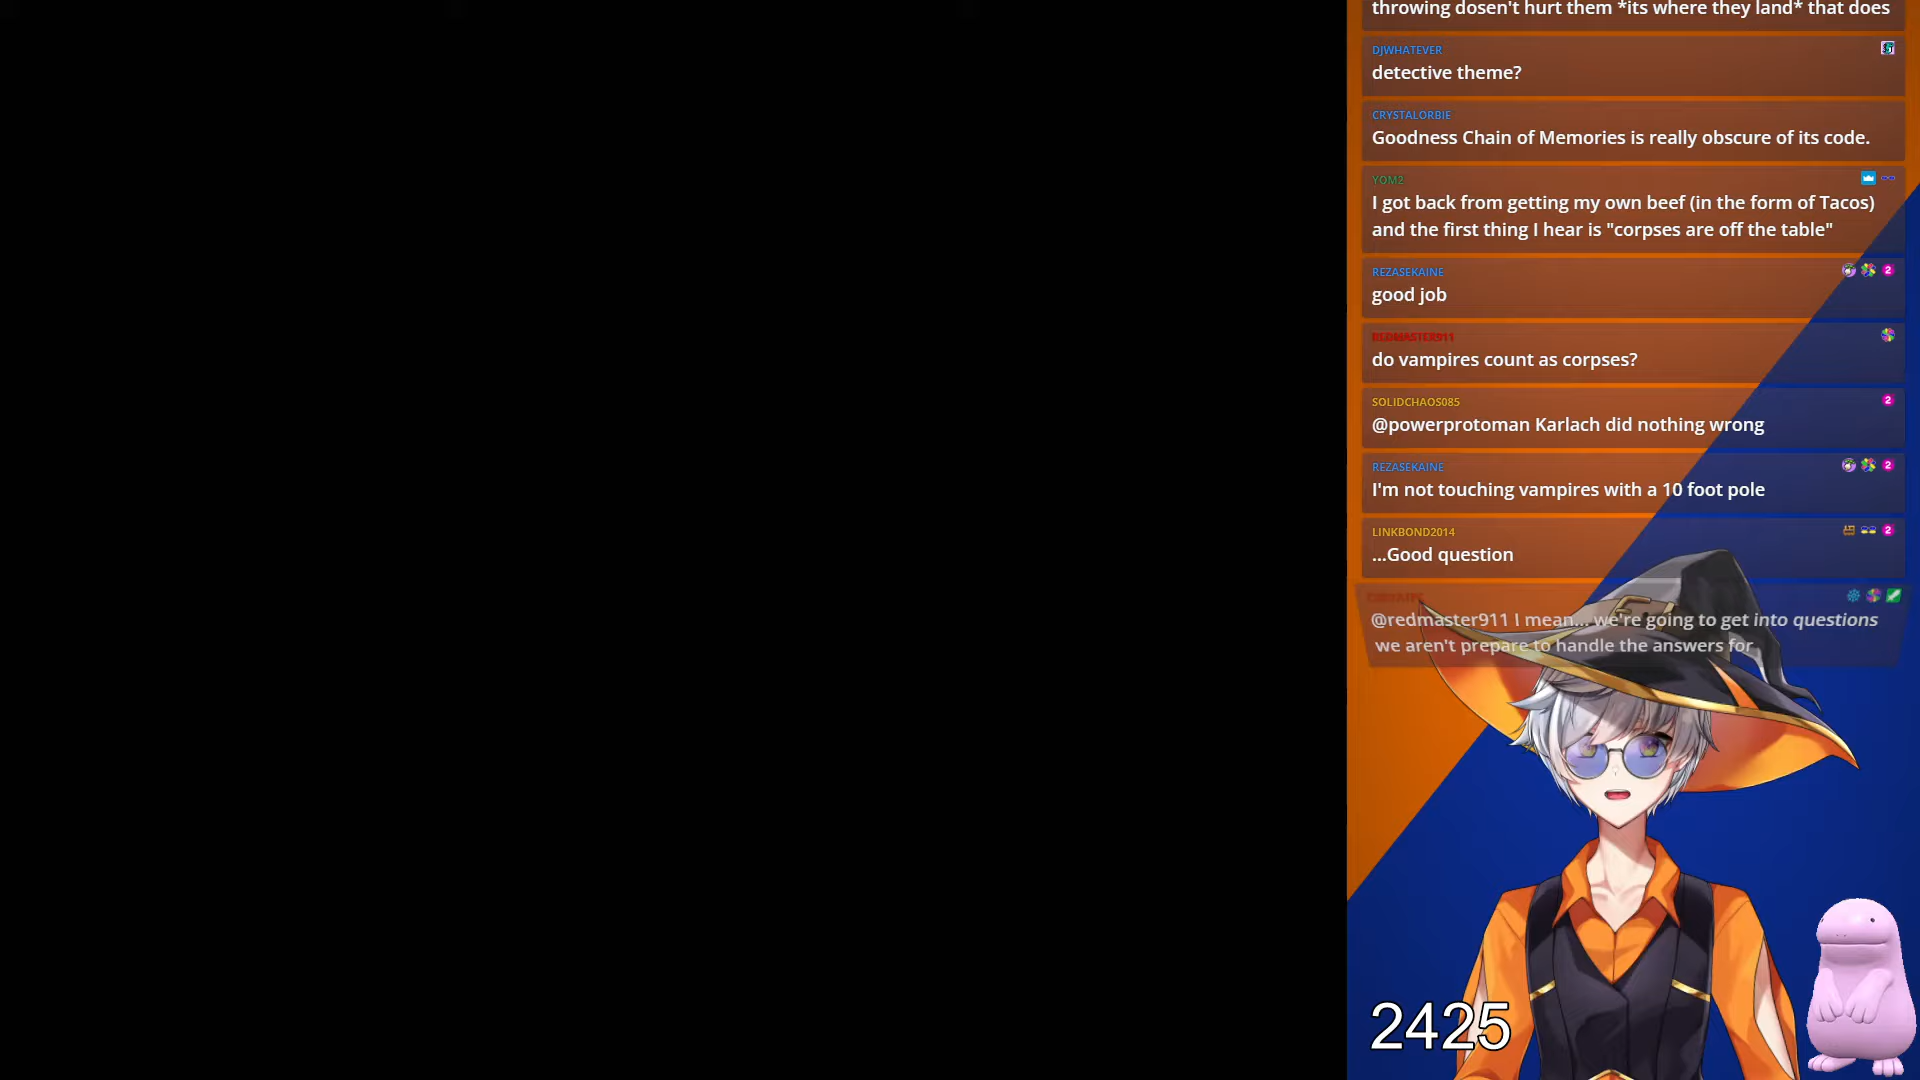 throwing dosen't hurt them *its where they land* that does
DJWHATEVER
detective theme?
CRYSTALORBIE
Goodness Chain of Memories is really obscure of its code.
YOM2
I got back from getting my own beef (in the form of Tacos)
and the first thing I hear is "corpses are off the table"
REZASEKAINE
2
good job
REDMASTER911
do vampires count as corpses?
SOLIDCHAOS085
2
@powerprotoman Karlach did nothing wrong
REZASEKAINE
2
I'm not touching vampires with a 10 foot pole
LINKBOND2014
2
...Good question
@redmaster911 I mean... we're going to get into questions
we aren't prepare to handle the answers for
2425